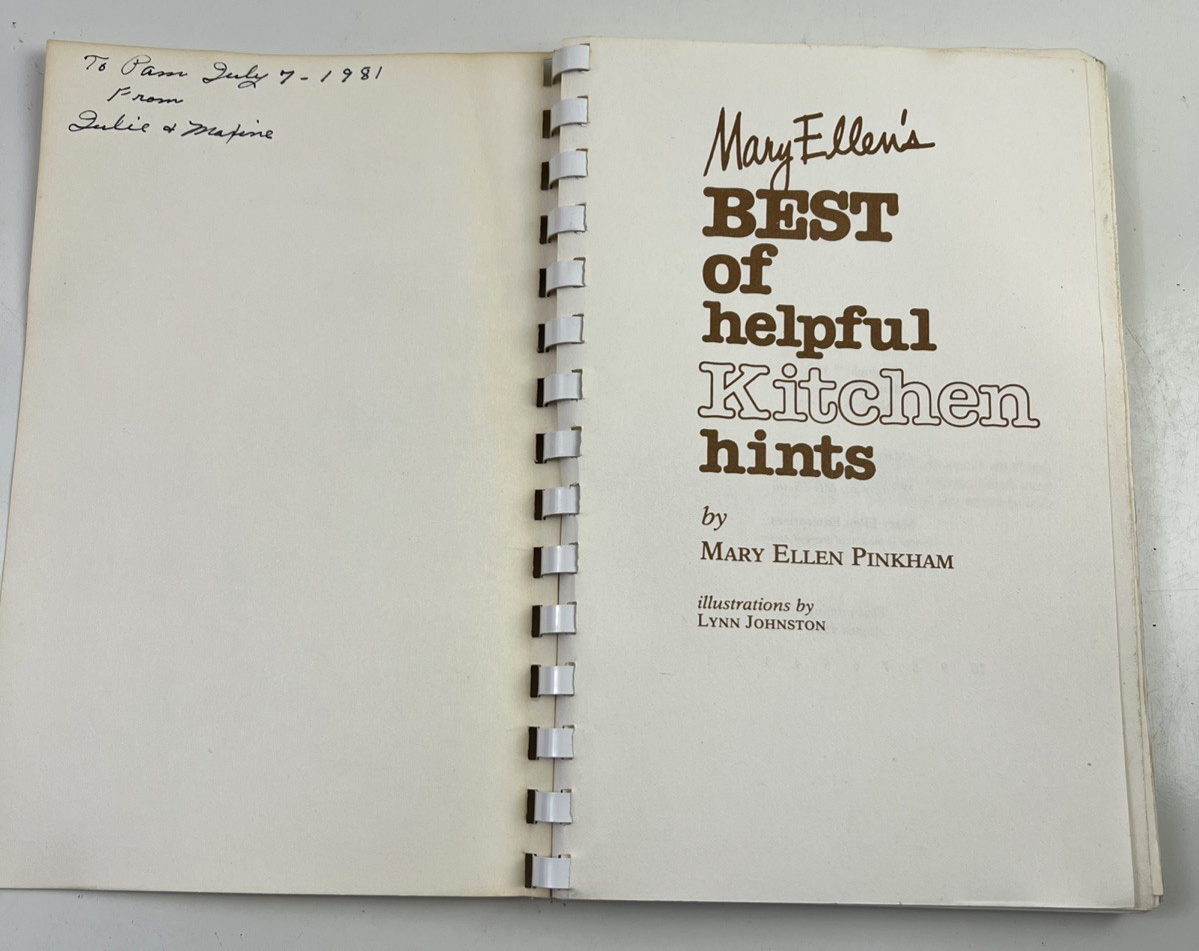 To Pam July 7-1981
From
Julie & Maxine
Mary Ellen's
BEST
of
helpful
Kitchen
hints
by
MARY ELLEN PINKHAM
illustrations by
LYNN JOHNSTON